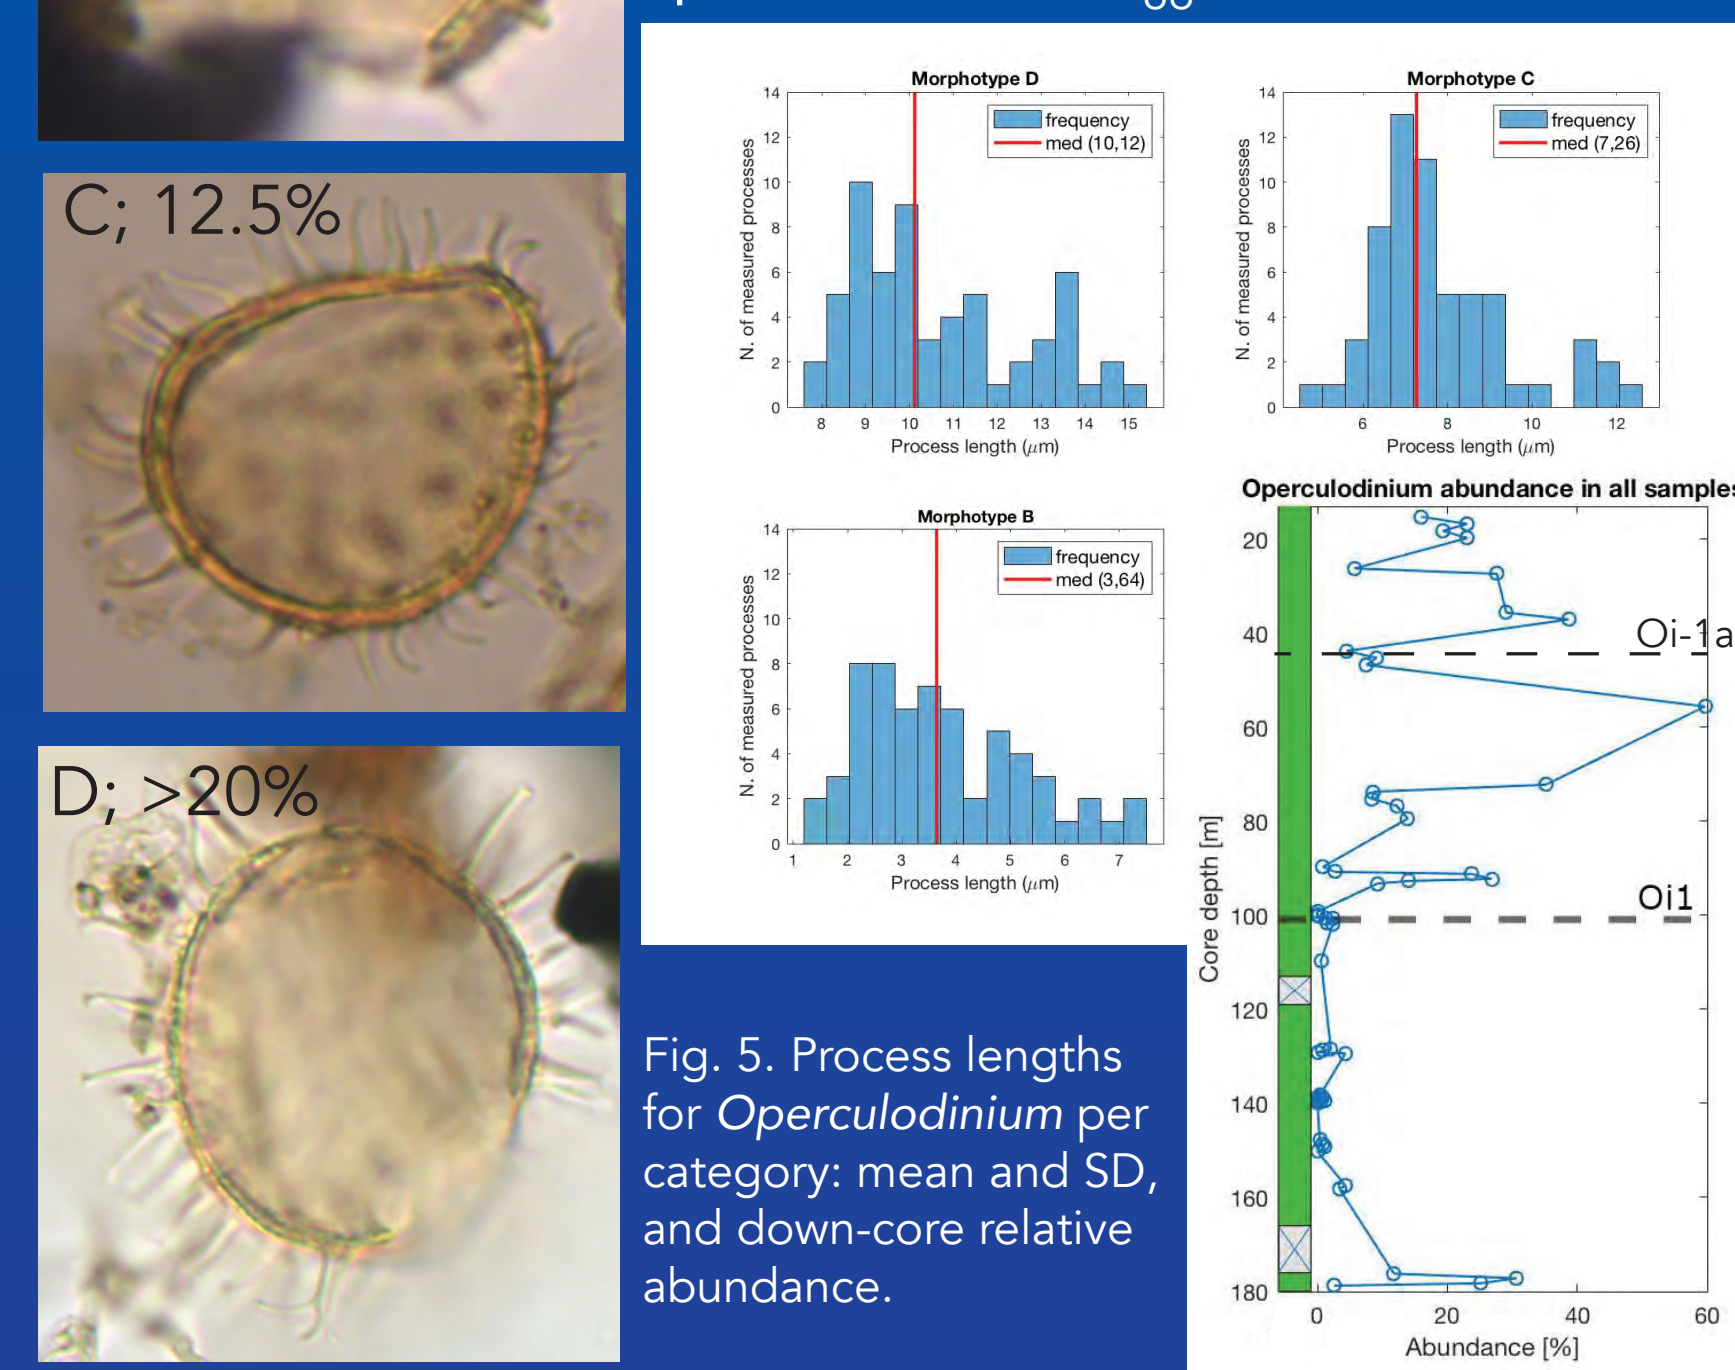 C; 12.5%
D; >20%
Morphotype D
14
12
10
8
6
4
2
0
N. of measured processes
frequency
med (10,12)
8 9 10 11 12 13 14 15
Process length (μm)
Morphotype C
14
12
10
8
6
4
2
0
N. of measured processes
frequency
med (7,26)
6 8 10 12
Process length (μm)
Morphotype B
14
12
10
8
6
4
2
0
N. of measured processes
frequency
med (3,64)
1 2 3 4 5 6 7
Process length (μm)
Operculodinium abundance in all samples
20
40
60
80
100
120
140
160
180
Core depth [m]
Oi-1a
Oi1
0 20 40 60
Abundance [%]
Fig. 5. Process lengths
for Operculodinium per
category: mean and SD,
and down-core relative
abundance.